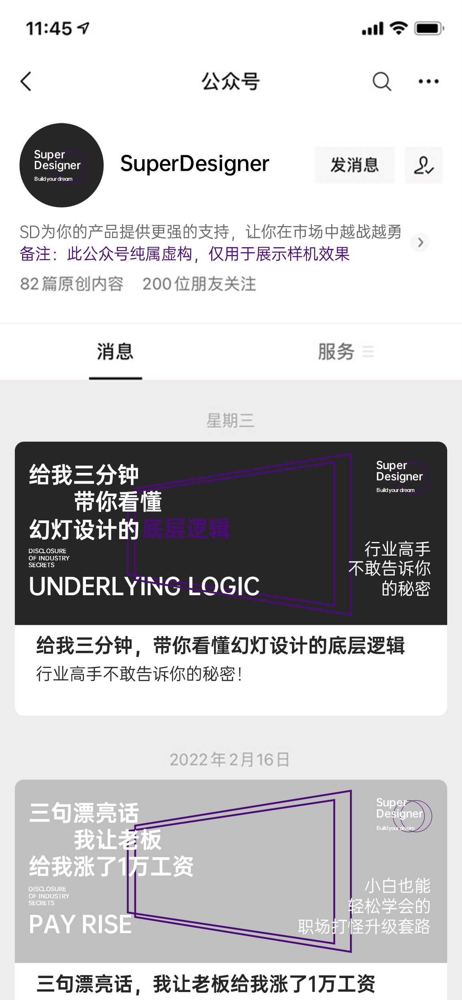 11:45
公众号
Super
Designer
Build your dream
SuperDesigner
发消息
SD为你的产品提供更强的支持，让你在市场中越战越勇
备注：此公众号纯属虚构，仅用于展示样机效果
82篇原创内容 200位朋友关注
消息
服务
星期三
给我三分钟
带你看懂
幻灯设计的底层逻辑
DISCLOSURE
OF INDUSTRY
SECRETS
UNDERLYING LOGIC
Super
Designer
Build your dream
行业高手
不敢告诉你
的秘密
给我三分钟，带你看懂幻灯设计的底层逻辑
行业高手不敢告诉你的秘密！
2022年2月16日
三句漂亮话
我让老板
给我涨了1万工资
DISCLOSURE
OF INDUSTRY
SECRETS
PAY RISE
Super
Designer
Build your dream
小白也能
轻松学会的
职场打怪升级套路
三句漂亮话，我让老板给我涨了1万工资